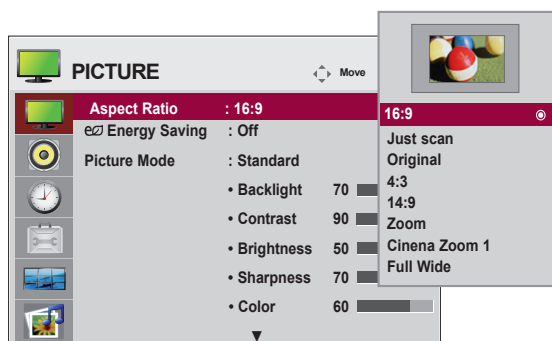 PICTURE
Move
Aspect Ratio : 16:9
Energy Saving : Off
Picture Mode : Standard
• Backlight 70
• Contrast 90
• Brightness 50
• Sharpness 70
• Color 60
▼
16:9
Just scan
Original
4:3
14:9
Zoom
Cinena Zoom 1
Full Wide